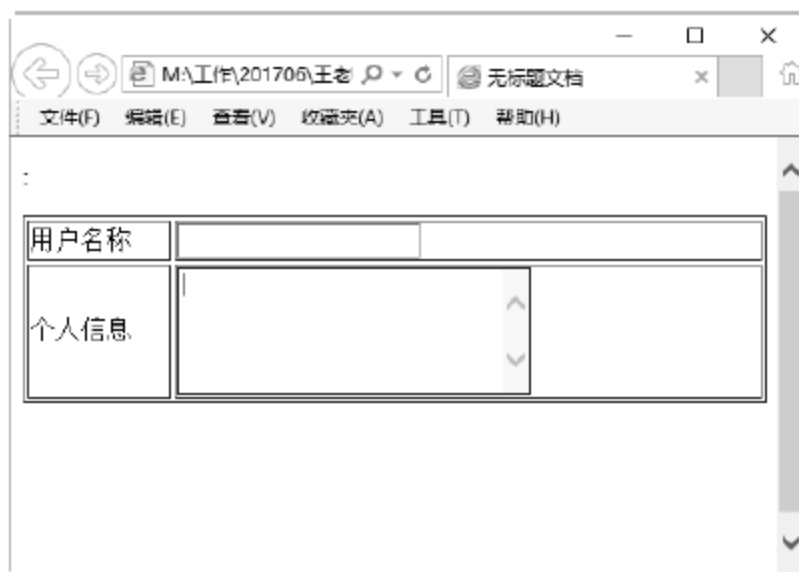 M:\工作\201706\王老
无标题文档
文件(F) 编辑(E) 查看(V) 收藏夹(A) 工具(T) 帮助(H)
:
用户名称
个人信息